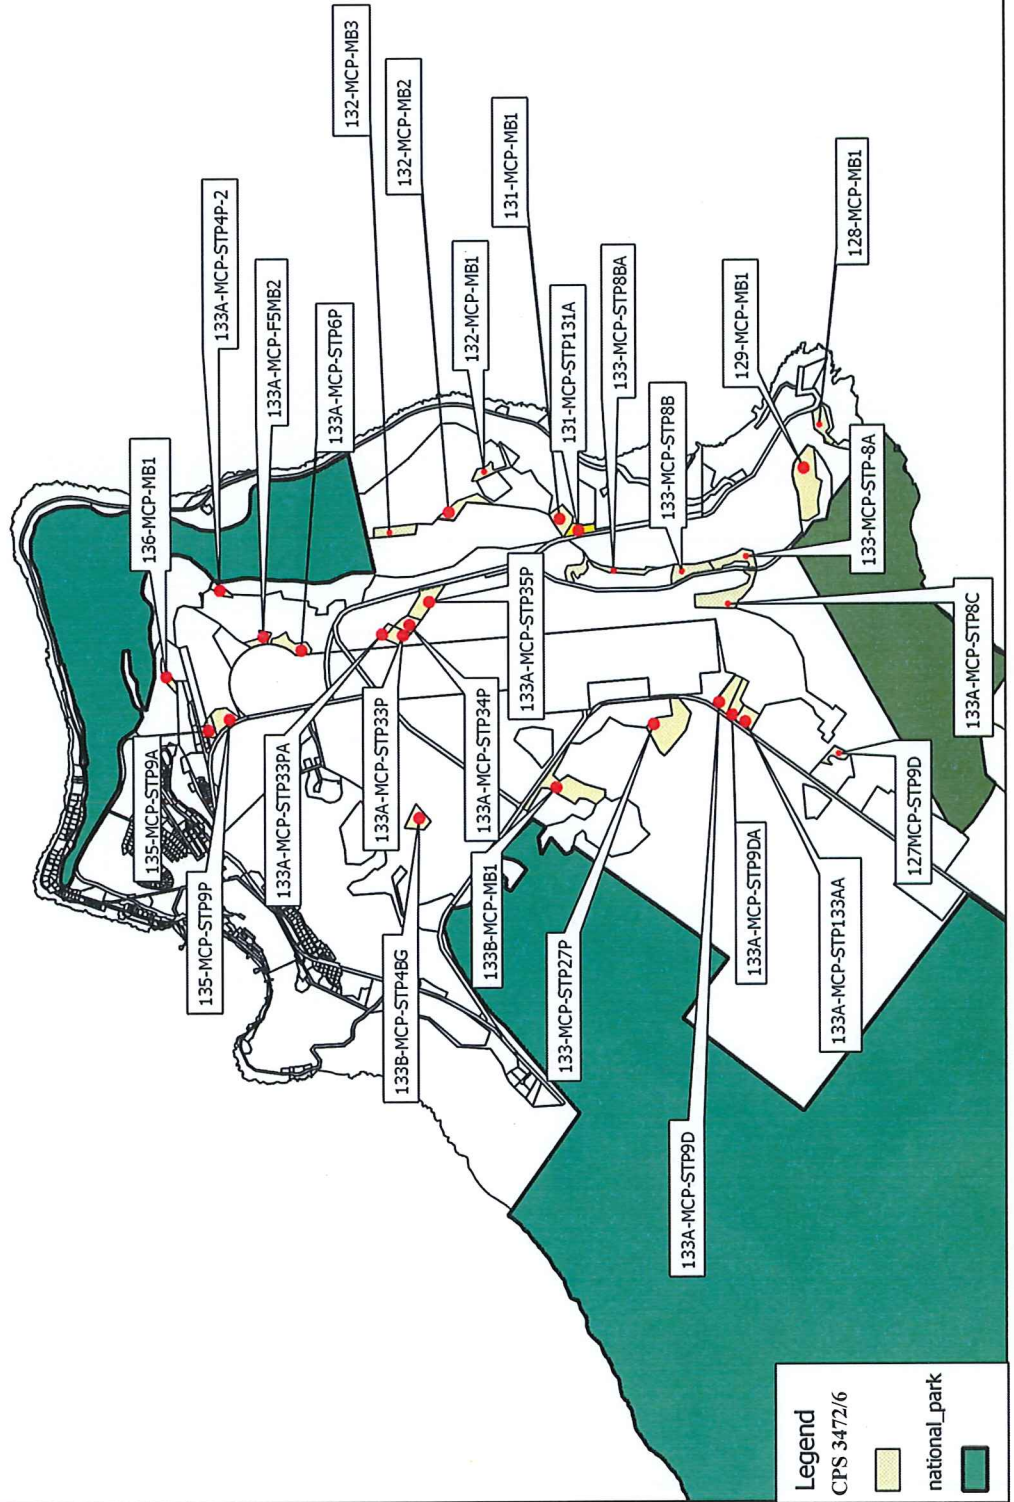 132-MCP-MB3
132-MCP-MB2
133A-MCP-STP4P-2
131-MCP-MB1
128-MCP-MB1
133A-MCP-F5MB2
132-MCP-MB1
133-MCP-STP8BA
129-MCP-MB1
133A-MCP-STP6P
131-MCP-STP131A
133-MCP-STP8B
136-MCP-MB1
133-MCP-STP-8A
133A-MCP-STP35P
133A-MCP-STP8C
135-MCP-STP9A
133A-MCP-STP33PA
133A-MCP-STP33P
133A-MCP-STP34P
127MCP-STP9D
135-MCP-STP9P
133B-MCP-MB1
133A-MCP-STP9DA
133B-MCP-STP4BG
133-MCP-STP27P
133A-MCP-STP133AA
133A-MCP-STP9D
Legend
CPS 3472/6
national_park